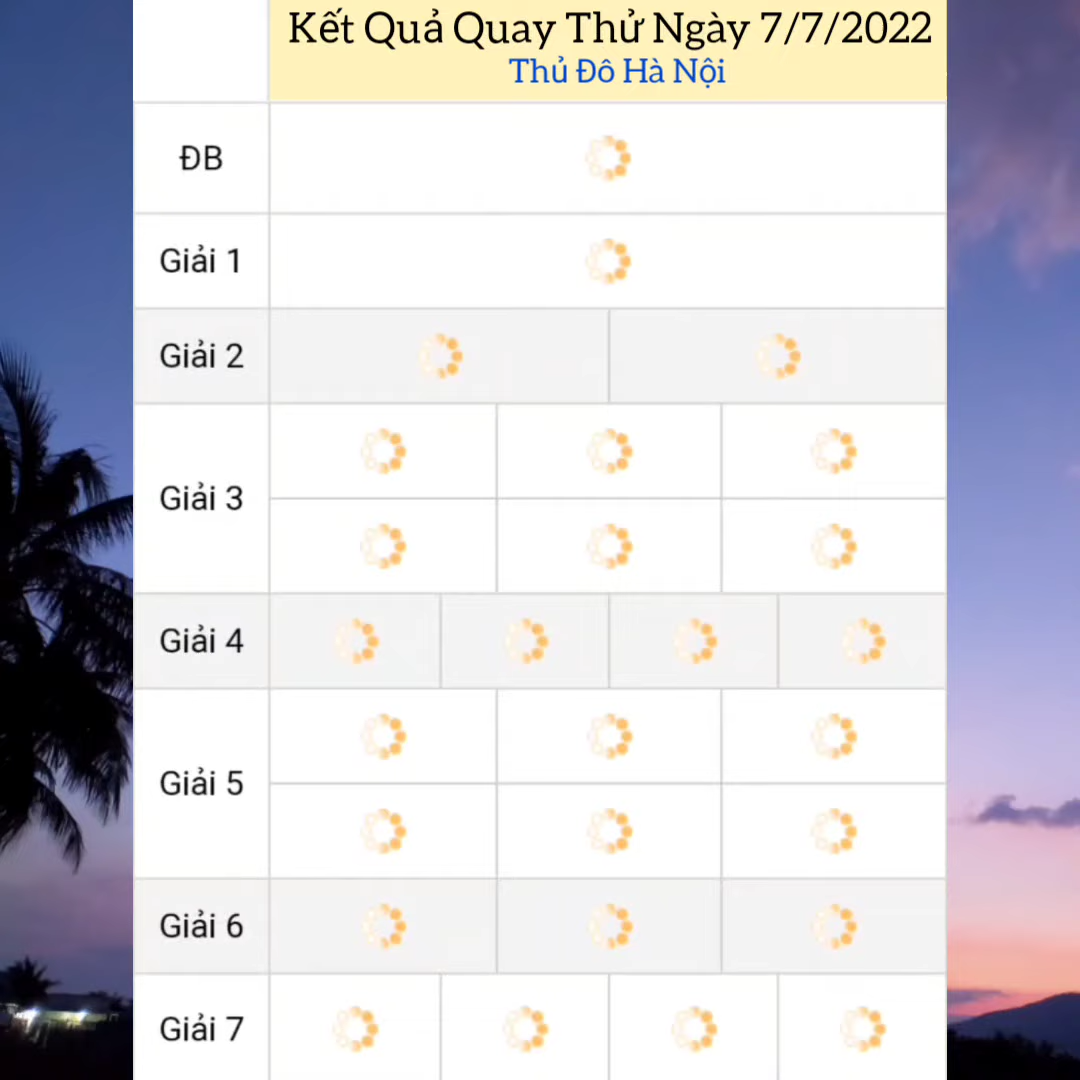 Kết Quả Quay Thử Ngày 7/7/2022
Thủ Đô Hà Nội
ĐB
Giải 1
Giải 2
Giải 3
Giải 4
Giải 5
Giải 6
Giải 7